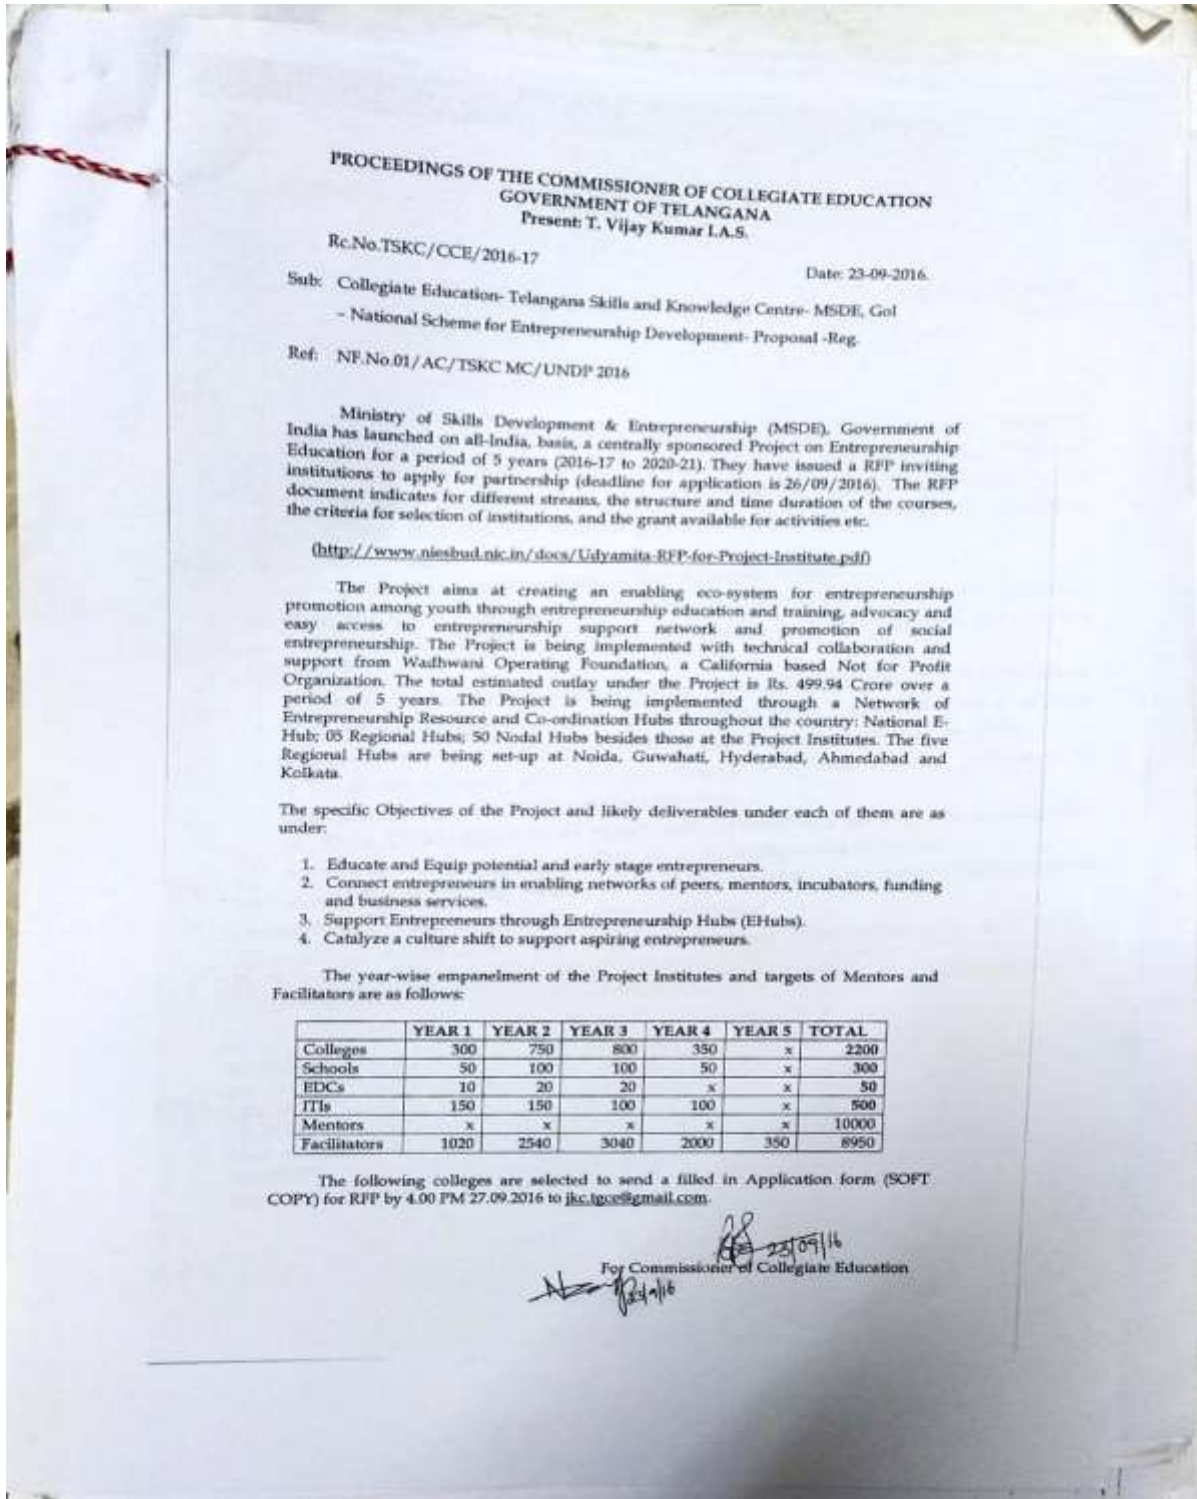 PROCEEDINGS OF THE COMMISSIONER OF COLLEGIATE EDUCATION
GOVERNMENT OF TELANGANA
Present: T. Vijay Kumar I.A.S.
Rc.No.TSKC/CCE/2016-17
Date: 23-09-2016.
Sub: Collegiate Education- Telangana Skills and Knowledge Centre- MSDE, GoI
– National Scheme for Entrepreneurship Development- Proposal -Reg.
Ref: NF.No.01/AC/TSKC MC/UNDP 2016
Ministry of Skills Development & Entrepreneurship (MSDE), Government of
India has launched on all-India, basis, a centrally sponsored Project on Entrepreneurship
Education for a period of 5 years (2016-17 to 2020-21). They have issued a RFP inviting
institutions to apply for partnership (deadline for application is 26/09/2016). The RFP
document indicates for different streams, the structure and time duration of the courses,
the criteria for selection of institutions, and the grant available for activities etc.
(http://www.niesbud.nic.in/docs/Udyamita-RFP-for-Project-Institute.pdf)
The Project aims at creating an enabling eco-system for entrepreneurship
promotion among youth through entrepreneurship education and training, advocacy and
easy access to entrepreneurship support network and promotion of social
entrepreneurship. The Project is being implemented with technical collaboration and
support from Wadhwani Operating Foundation, a California based Not for Profit
Organization. The total estimated outlay under the Project is Rs. 499.94 Crore over a
period of 5 years. The Project is being implemented through a Network of
Entrepreneurship Resource and Co-ordination Hubs throughout the country: National E-
Hub; 05 Regional Hubs; 50 Nodal Hubs besides those at the Project Institutes. The five
Regional Hubs are being set-up at Noida, Guwahati, Hyderabad, Ahmedabad and
Kolkata.
The specific Objectives of the Project and likely deliverables under each of them are as
under:
1. Educate and Equip potential and early stage entrepreneurs.
2. Connect entrepreneurs in enabling networks of peers, mentors, incubators, funding
and business services.
3. Support Entrepreneurs through Entrepreneurship Hubs (EHubs).
4. Catalyze a culture shift to support aspiring entrepreneurs.
The year-wise empanelment of the Project Institutes and targets of Mentors and
Facilitators are as follows:
YEAR 1 YEAR 2 YEAR 3 YEAR 4 YEAR 5 TOTAL
Colleges 300 750 800 350 x 2200
Schools 50 100 100 50 x 300
EDCs 10 20 20 x x 50
ITIs 150 150 100 100 x 500
Mentors x x x x x 10000
Facilitators 1020 2540 3040 2000 350 8950
The following colleges are selected to send a filled in Application form (SOFT
COPY) for RFP by 4.00 PM 27.09.2016 to jkc.tgce@gmail.com.
23/09/16
For Commissioner of Collegiate Education
23/9/16